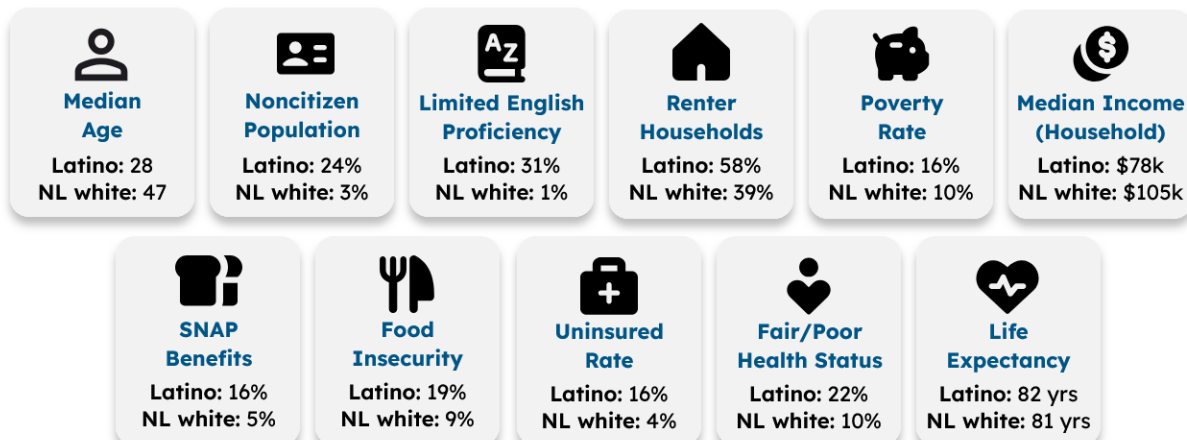 Median
Age
Latino: 28
NL white: 47
Noncitizen
Population
Latino: 24%
NL white: 3%
AZ
Limited English
Proficiency
Latino: 31%
NL white: 1%
Renter
Households
Latino: 58%
NL white: 39%
Poverty
Rate
Latino: 16%
NL white: 10%
$
Median Income
(Household)
Latino: $78k
NL white: $105k
SNAP
Benefits
Latino: 16%
NL white: 5%
Food
Insecurity
Latino: 19%
NL white: 9%
Uninsured
Rate
Latino: 16%
NL white: 4%
Fair/Poor
Health Status
Latino: 22%
NL white: 10%
Life
Expectancy
Latino: 82 yrs
NL white: 81 yrs